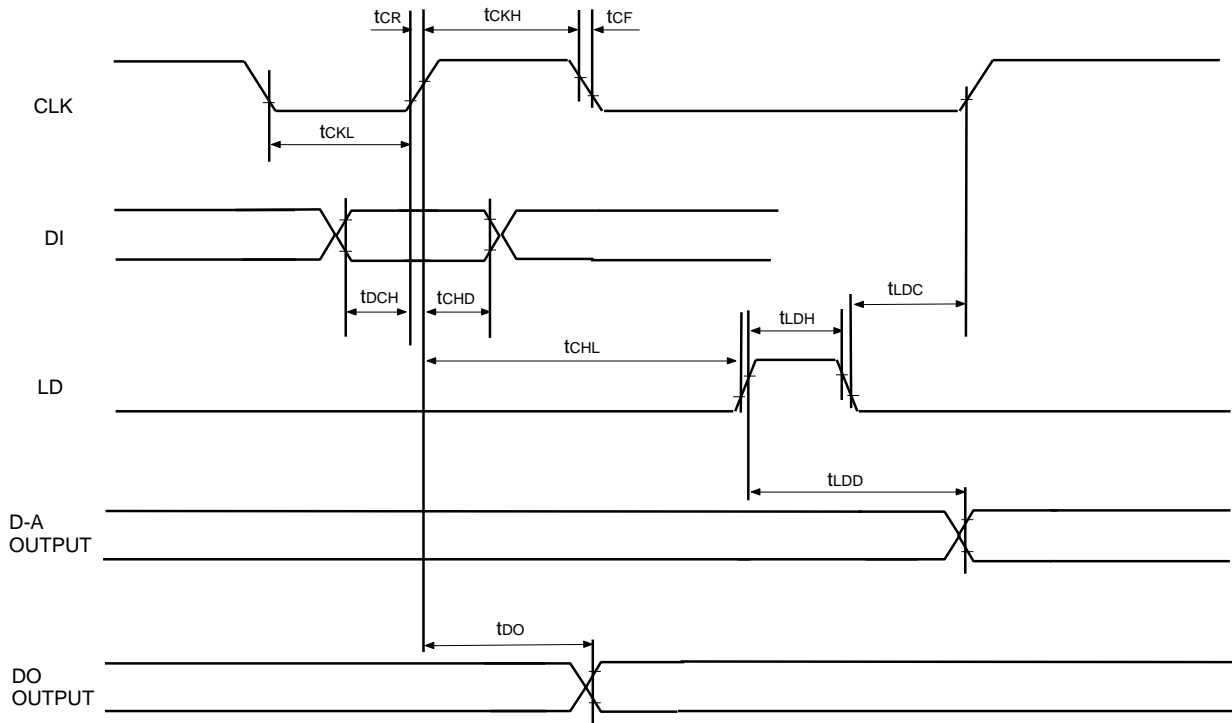 tCR
tCKH
tCF
CLK
tCKL
DI
tDCH
tCHD
tLDC
tLDH
tCHL
LD
tLDD
D-A
OUTPUT
tDO
DO
OUTPUT